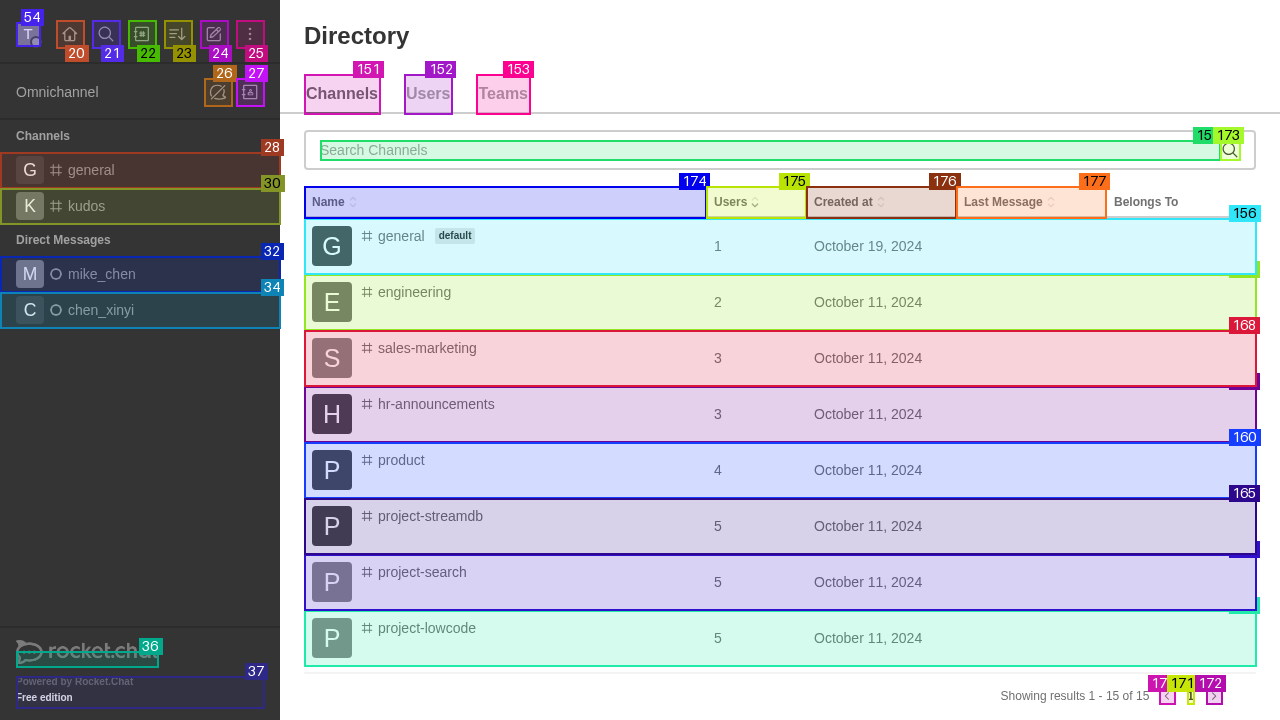 54
T
20
21
22
23
24
25
Omnichannel
26
27
Channels
28
G general
30
K kudos
Direct Messages
32
M mike_chen
34
C chen_xinyi
36
rocket.cha
37
Powered by Rocket.Chat
Free edition
Directory
151
152
153
Channels Users Teams
15
173
Search Channels
174
175
176
177
Name Users Created at Last Message Belongs To
156
G general default 1 October 19, 2024
E engineering 2 October 11, 2024
168
S sales-marketing 3 October 11, 2024
H hr-announcements 3 October 11, 2024
160
P product 4 October 11, 2024
165
P project-streamdb 5 October 11, 2024
P project-search 5 October 11, 2024
P project-lowcode 5 October 11, 2024
17
171
172
Showing results 1 - 15 of 15 1